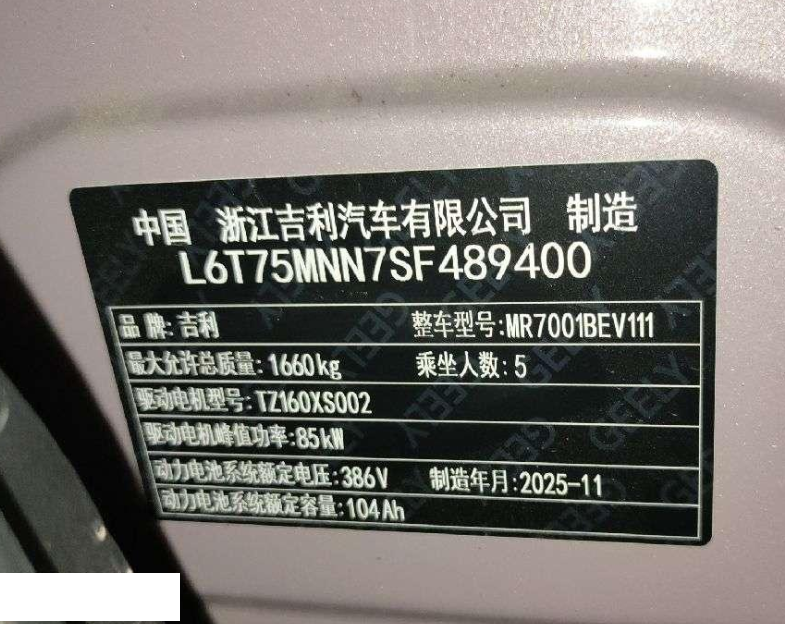 中国 浙江吉利汽车有限公司 制造
L6T75MNN7SF489400
品牌:吉利 整车型号:MR7001BEV111
最大允许总质量:1660kg 乘坐人数:5
驱动电机型号:TZ160XS002
驱动电机峰值功率:85kW
动力电池系统额定电压:386V 制造年月:2025-11
动力电池系统额定容量:104Ah
GEELY